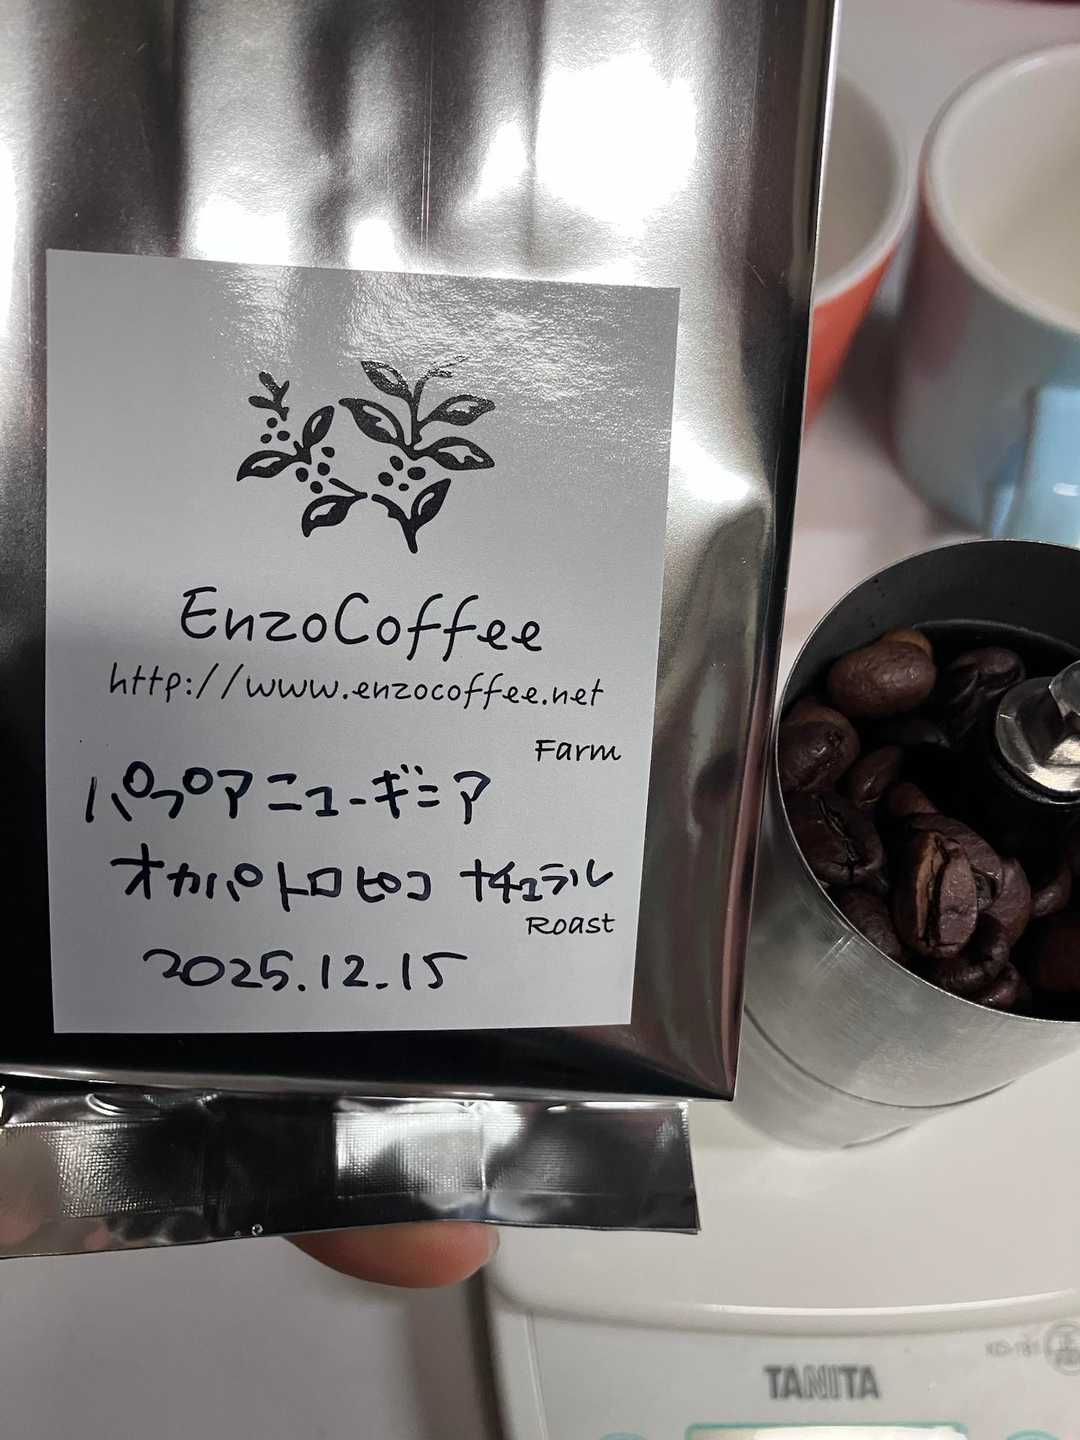 EnzoCoffee
http://www.enzocoffee.net
Farm
パプアニューギニア
オカパトロピコ ナチュラル
Roast
2025.12.15
TANITA